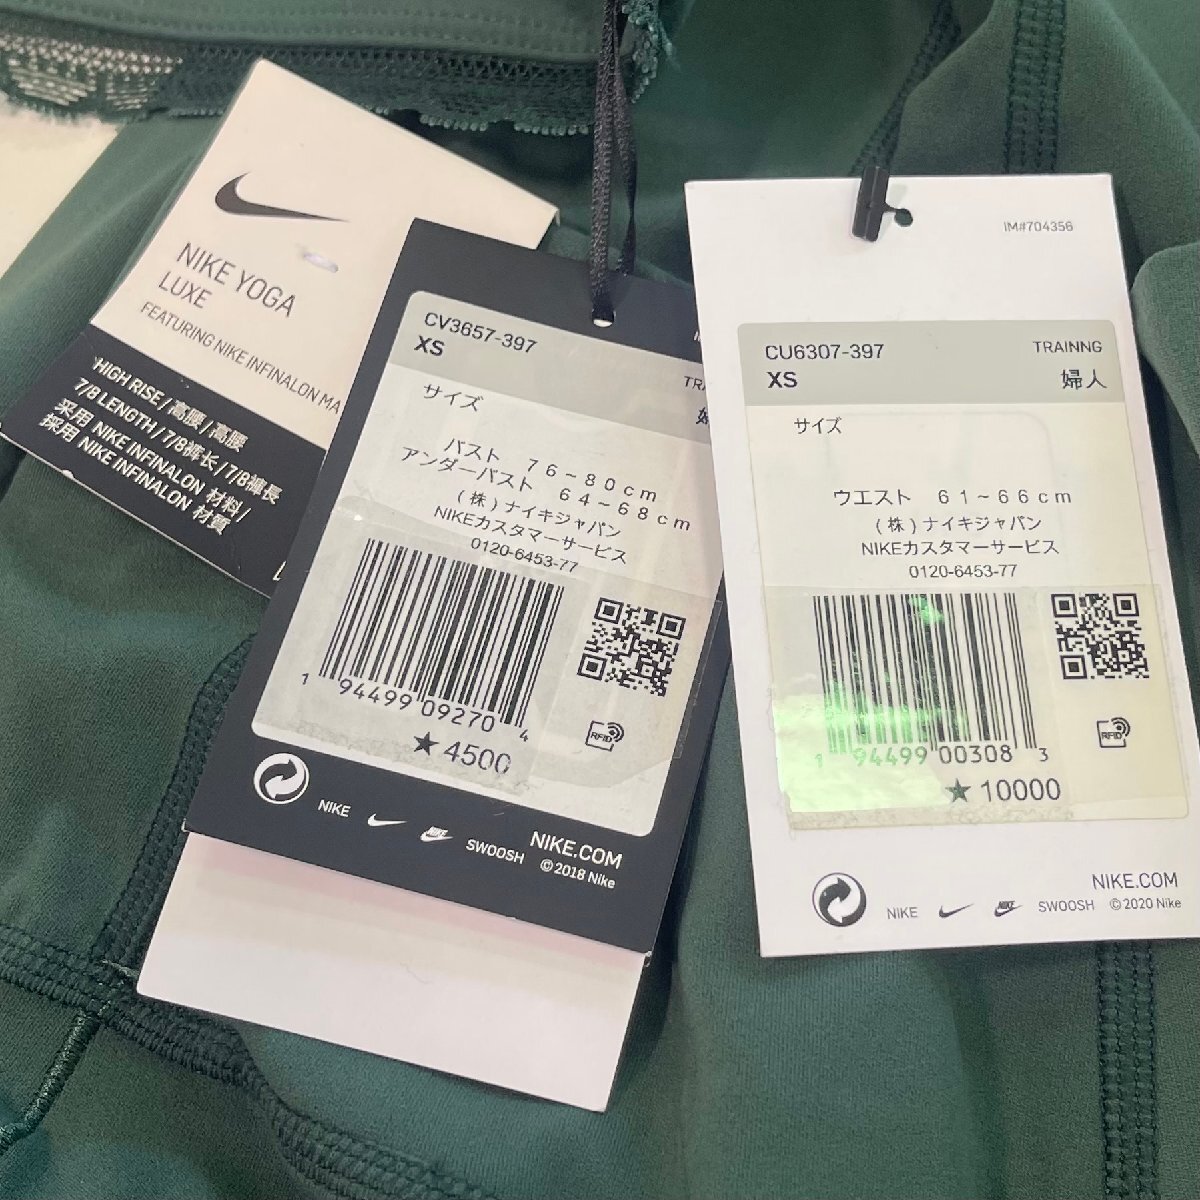 NIKE YOGA
LUXE
FEATURING NIKE INFINALON MA
HIGH RISE / 高腰 / 高腰
7/8 LENGTH / 7/8裤长 / 7/8褲長
采用 NIKE INFINALON 材料/
採用 NIKE INFINALON 材質
CV3657-397
XS
TRA
サイズ
バスト 76~80cm
アンダーバスト 64~68cm
(株)ナイキジャパン
NIKEカスタマーサービス
0120-6453-77
1 94499 09270 4
RFID
★4500
NIKE
NIKE
SWOOSH
NIKE.COM
©2018 Nike
IM#704356
CU6307-397
TRAINNG
XS
婦人
サイズ
ウエスト 61~66cm
(株)ナイキジャパン
NIKEカスタマーサービス
0120-6453-77
1 94499 00308 3
RFID
★10000
NIKE.COM
NIKE
NIKE
SWOOSH
©2020 Nike